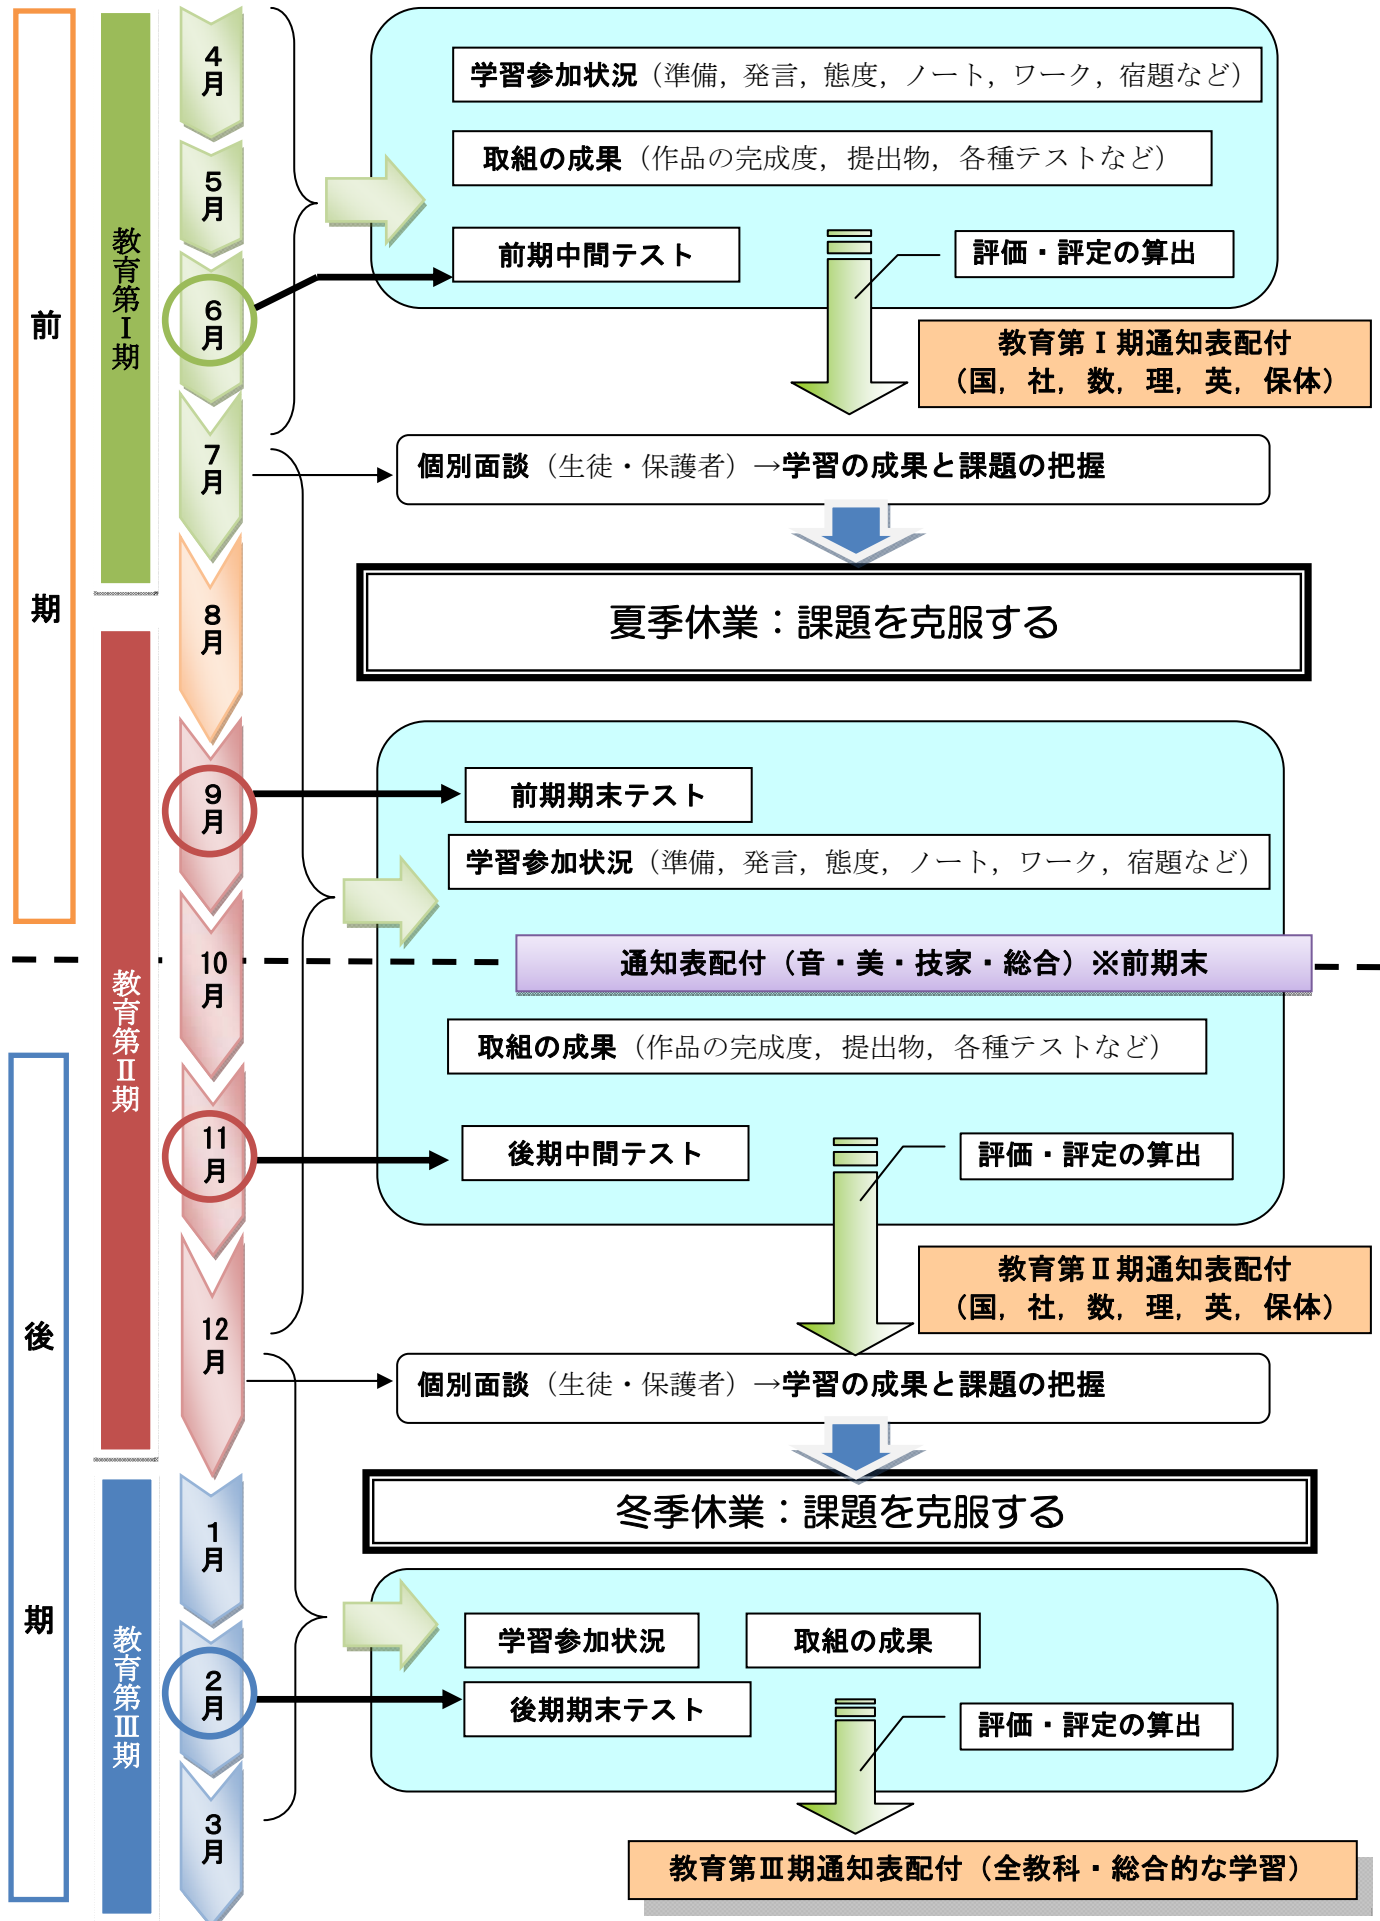 前期
後期
教育第Ⅰ期
教育第Ⅱ期
教育第Ⅲ期
4月
5月
6月
7月
8月
9月
10月
11月
12月
1月
2月
3月
学習参加状況（準備，発言，態度，ノート，ワーク，宿題など）
取組の成果（作品の完成度，提出物，各種テストなど）
前期中間テスト
評価・評定の算出
教育第Ⅰ期通知表配付
（国，社，数，理，英，保体）
個別面談（生徒・保護者）→学習の成果と課題の把握
夏季休業：課題を克服する
前期期末テスト
学習参加状況（準備，発言，態度，ノート，ワーク，宿題など）
通知表配付（音・美・技家・総合）※前期末
取組の成果（作品の完成度，提出物，各種テストなど）
後期中間テスト
評価・評定の算出
教育第Ⅱ期通知表配付
（国，社，数，理，英，保体）
個別面談（生徒・保護者）→学習の成果と課題の把握
冬季休業：課題を克服する
学習参加状況
取組の成果
後期期末テスト
評価・評定の算出
教育第Ⅲ期通知表配付（全教科・総合的な学習）